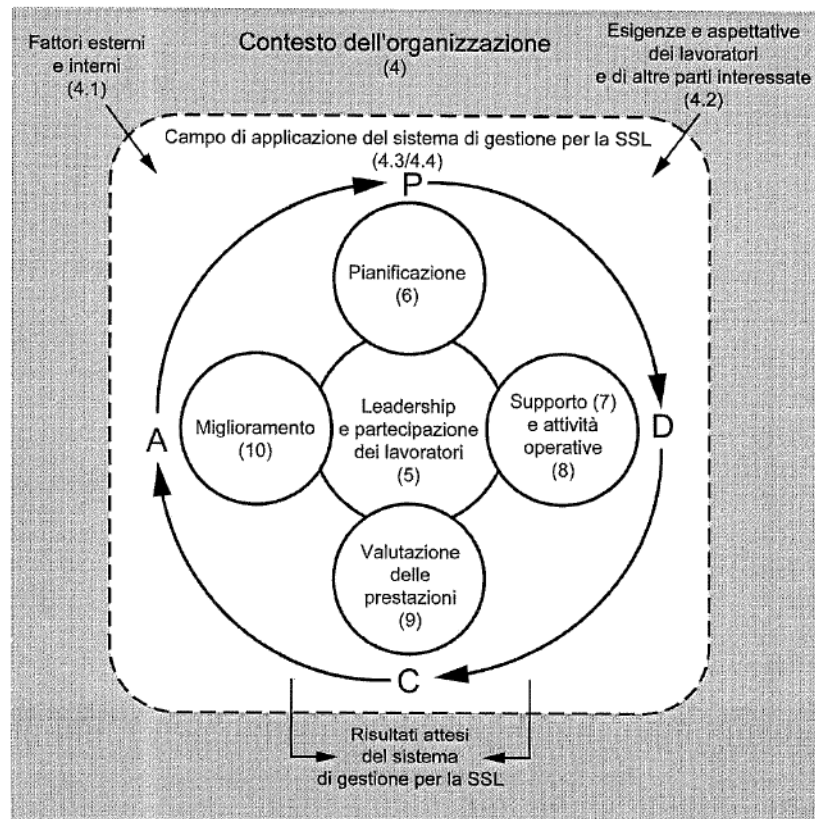 Fattori esterni
e interni
(4.1)
Contesto dell'organizzazione
(4)
Esigenze e aspettative
dei lavoratori
e di altre parti interessate
(4.2)
Campo di applicazione del sistema di gestione per la SSL
(4.3/4.4)
P
Pianificazione
(6)
A
Miglioramento
(10)
Leadership
e partecipazione
dei lavoratori
(5)
Supporto (7)
e attività
operative
(8)
D
Valutazione
delle
prestazioni
(9)
C
Risultati attesi
del sistema
di gestione per la SSL